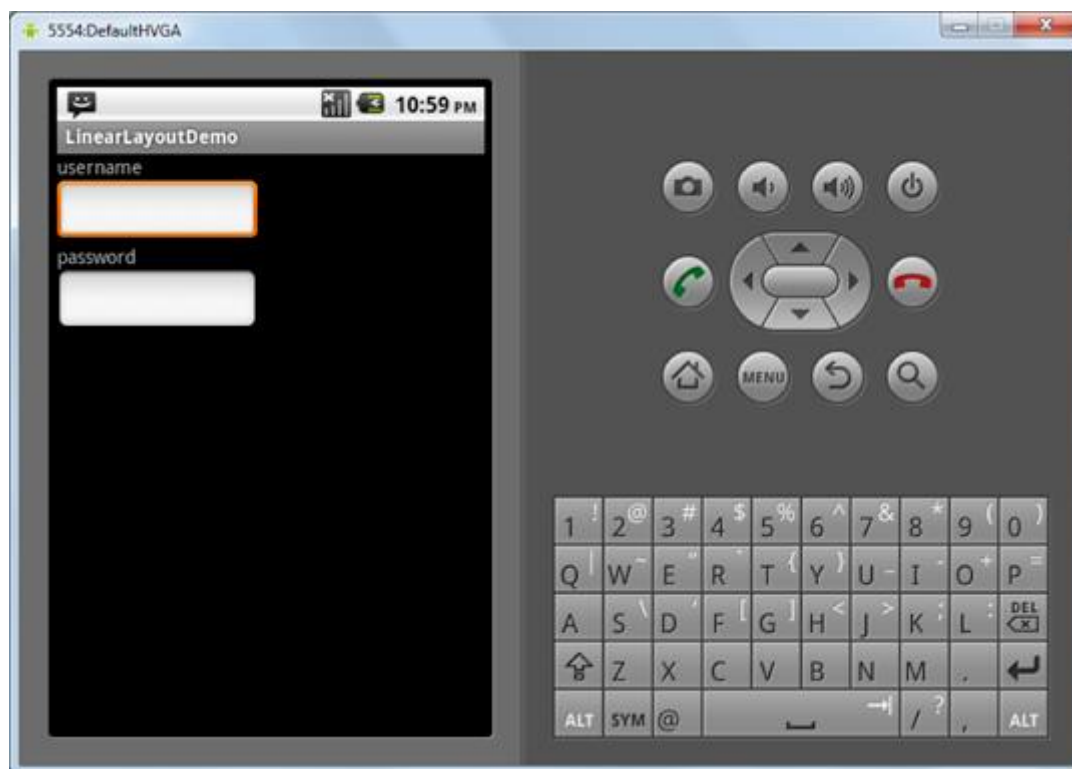 5554:DefaultHVGA
10:59 PM
LinearLayoutDemo
username
password
MENU
1 ! 2 @ 3 # 4 $ 5 % 6 ^ 7 & 8 * 9 ( 0 )
Q | W ~ E " R ` T { Y } U _ I - O + P =
A S \ D ' F [ G ] H < J > K ; L : DEL
Z X C V B N M .
ALT SYM @ / ? , ALT